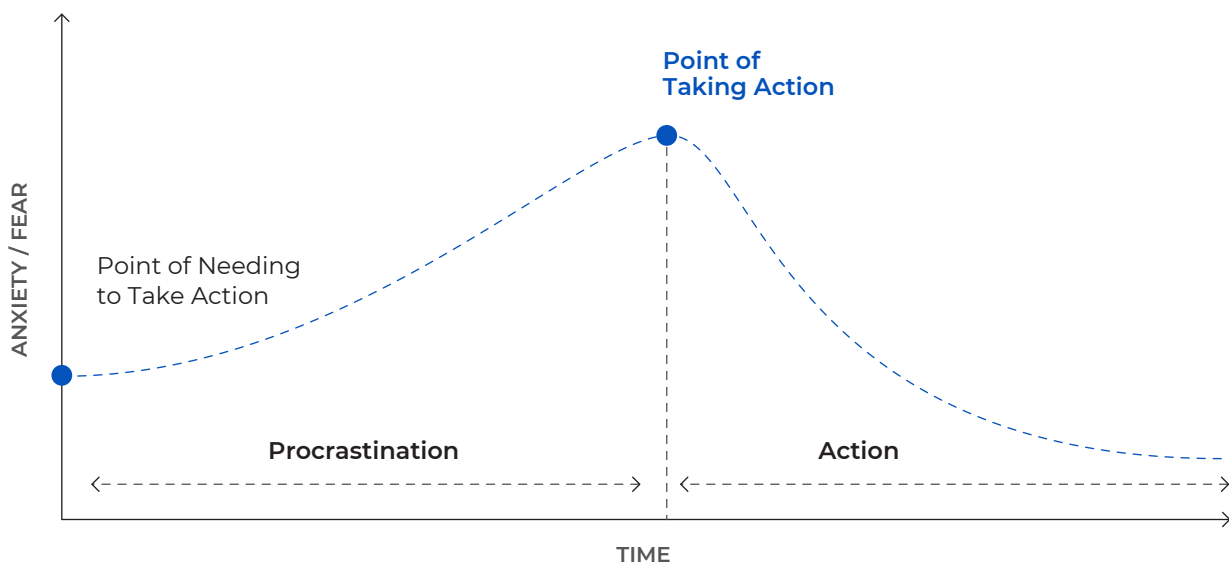 Point of
Taking Action
ANXIETY / FEAR
Point of Needing
to Take Action
Procrastination
Action
TIME